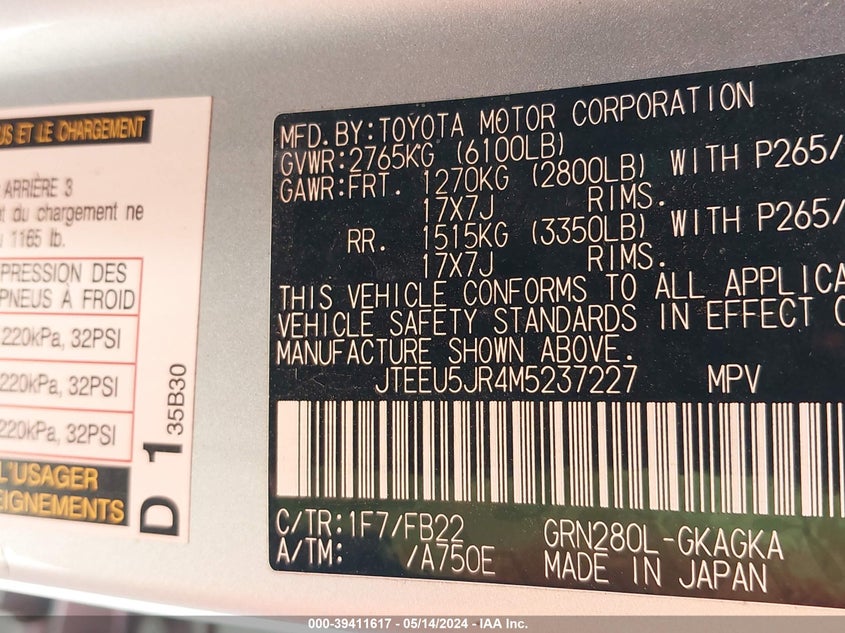 US ET LE CHARGEMENT
ARRIÈRE 3
du chargement ne
1165 lb.
PRESSION DES
PNEUS À FROID
220kPa, 32PSI
220kPa, 32PSI
220kPa, 32PSI
L'USAGER
EIGNEMENTS
D 1
35B30
MFD. BY: TOYOTA MOTOR CORPORATION
GVWR: 2765KG (6100LB)
GAWR: FRT. 1270KG (2800LB) WITH P265/
17X7J RIMS.
RR. 1515KG (3350LB) WITH P265/
17X7J RIMS.
THIS VEHICLE CONFORMS TO ALL APPLICA
VEHICLE SAFETY STANDARDS IN EFFECT
MANUFACTURE SHOWN ABOVE.
JTEEU5JR4M5237227 MPV
C/TR: 1F7/FB22 GRN280L-GKAGKA
A/TM: /A750E MADE IN JAPAN
000-39411617 - 05/14/2024 - IAA Inc.